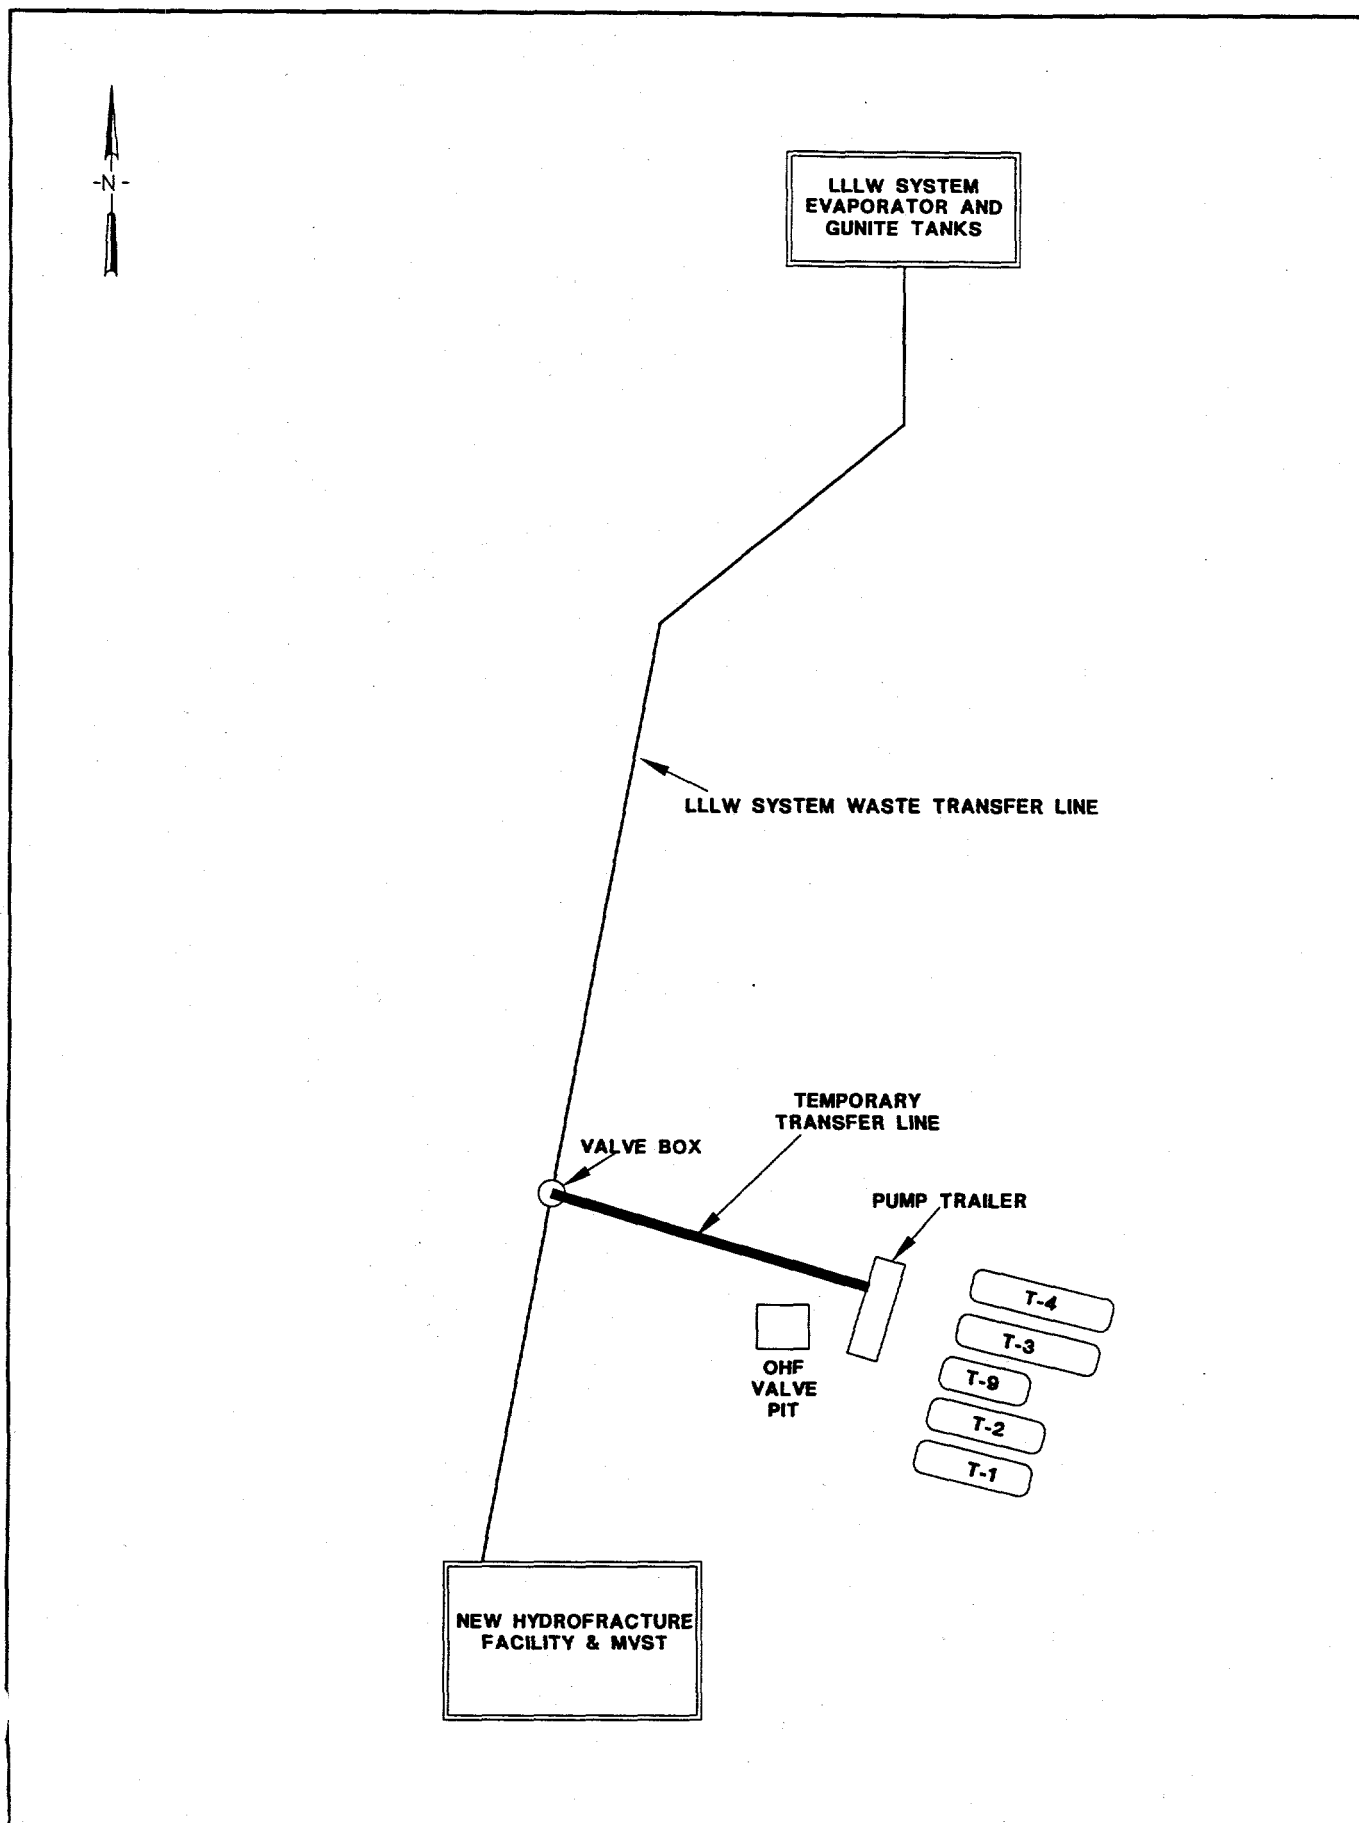 -N-
LLLW SYSTEM
EVAPORATOR AND
GUNITE TANKS
LLLW SYSTEM WASTE TRANSFER LINE
TEMPORARY
TRANSFER LINE
VALVE BOX
PUMP TRAILER
T-4
T-3
T-9
T-2
T-1
OHF
VALVE
PIT
NEW HYDROFRACTURE
FACILITY & MVST